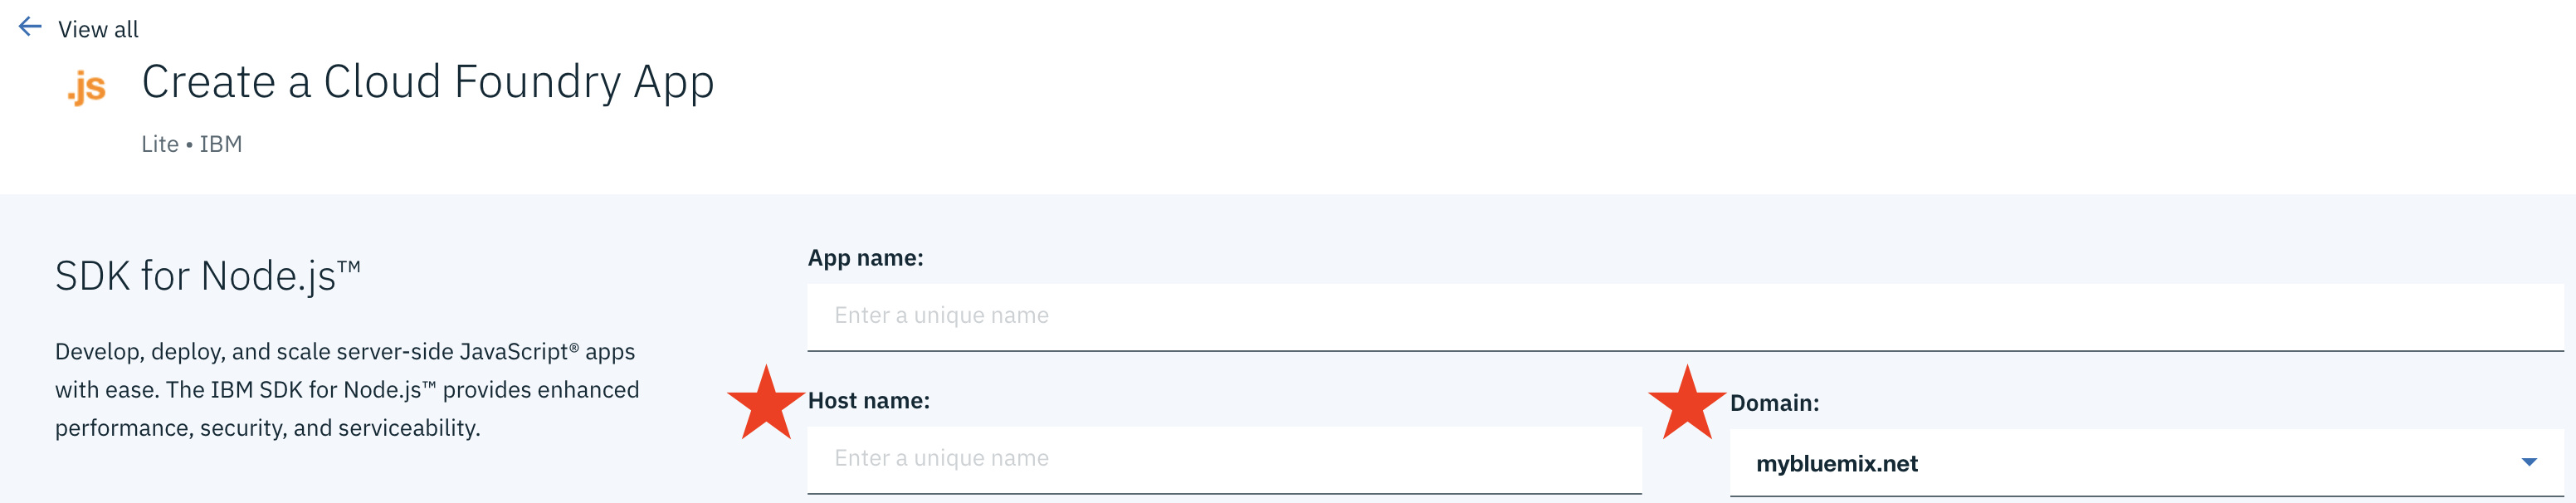 View all
.js
Create a Cloud Foundry App
Lite • IBM
SDK for Node.js™
Develop, deploy, and scale server-side JavaScript® apps
with ease. The IBM SDK for Node.js™ provides enhanced
performance, security, and serviceability.
App name:
Enter a unique name
Host name:
Enter a unique name
Domain:
mybluemix.net